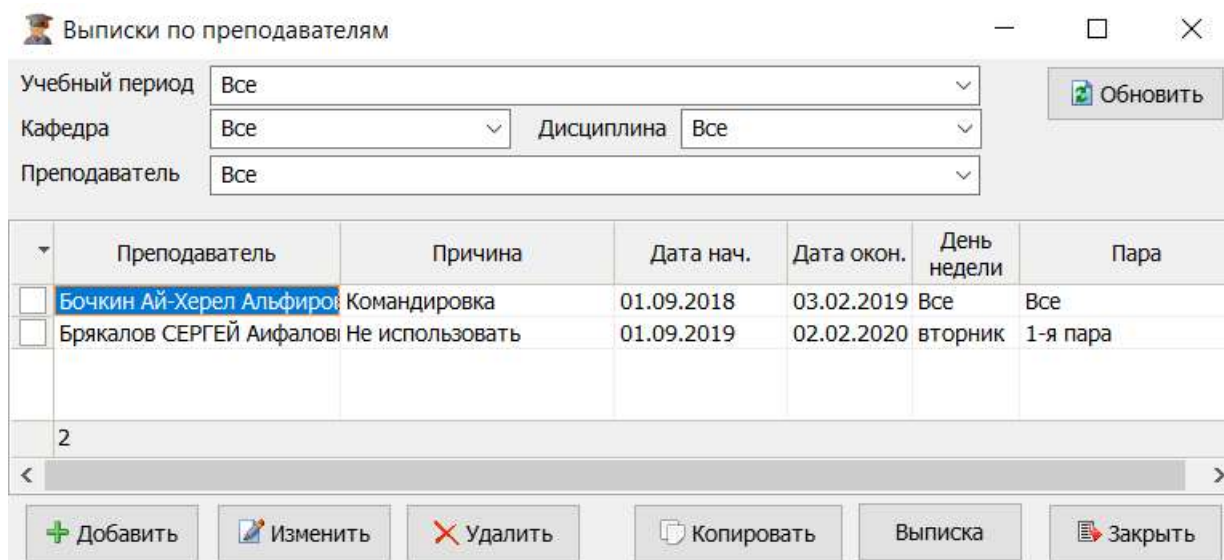 Выписки по преподавателям
Учебный период Все Обновить
Кафедра Все Дисциплина Все
Преподаватель Все
Преподаватель Причина Дата нач. Дата окон. День недели Пара
Бочкин Ай-Херел Альфиров Командировка 01.09.2018 03.02.2019 Все Все
Брякалов СЕРГЕЙ Аифалови Не использовать 01.09.2019 02.02.2020 вторник 1-я пара
2
Добавить Изменить Удалить Копировать Выписка Закрыть